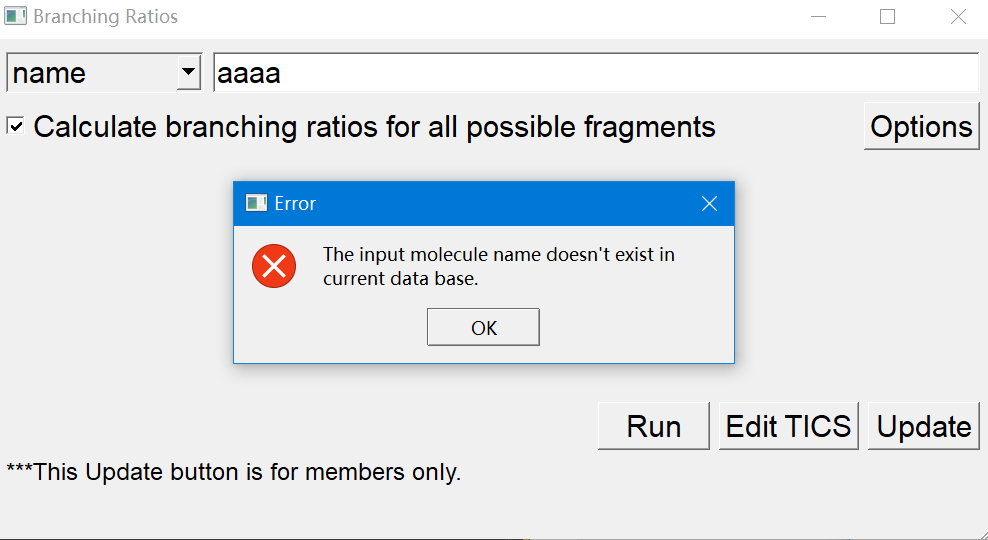 Branching Ratios
name aaaa
Calculate branching ratios for all possible fragments Options
Error
The input molecule name doesn't exist in
current data base.
OK
Run Edit TICS Update
***This Update button is for members only.